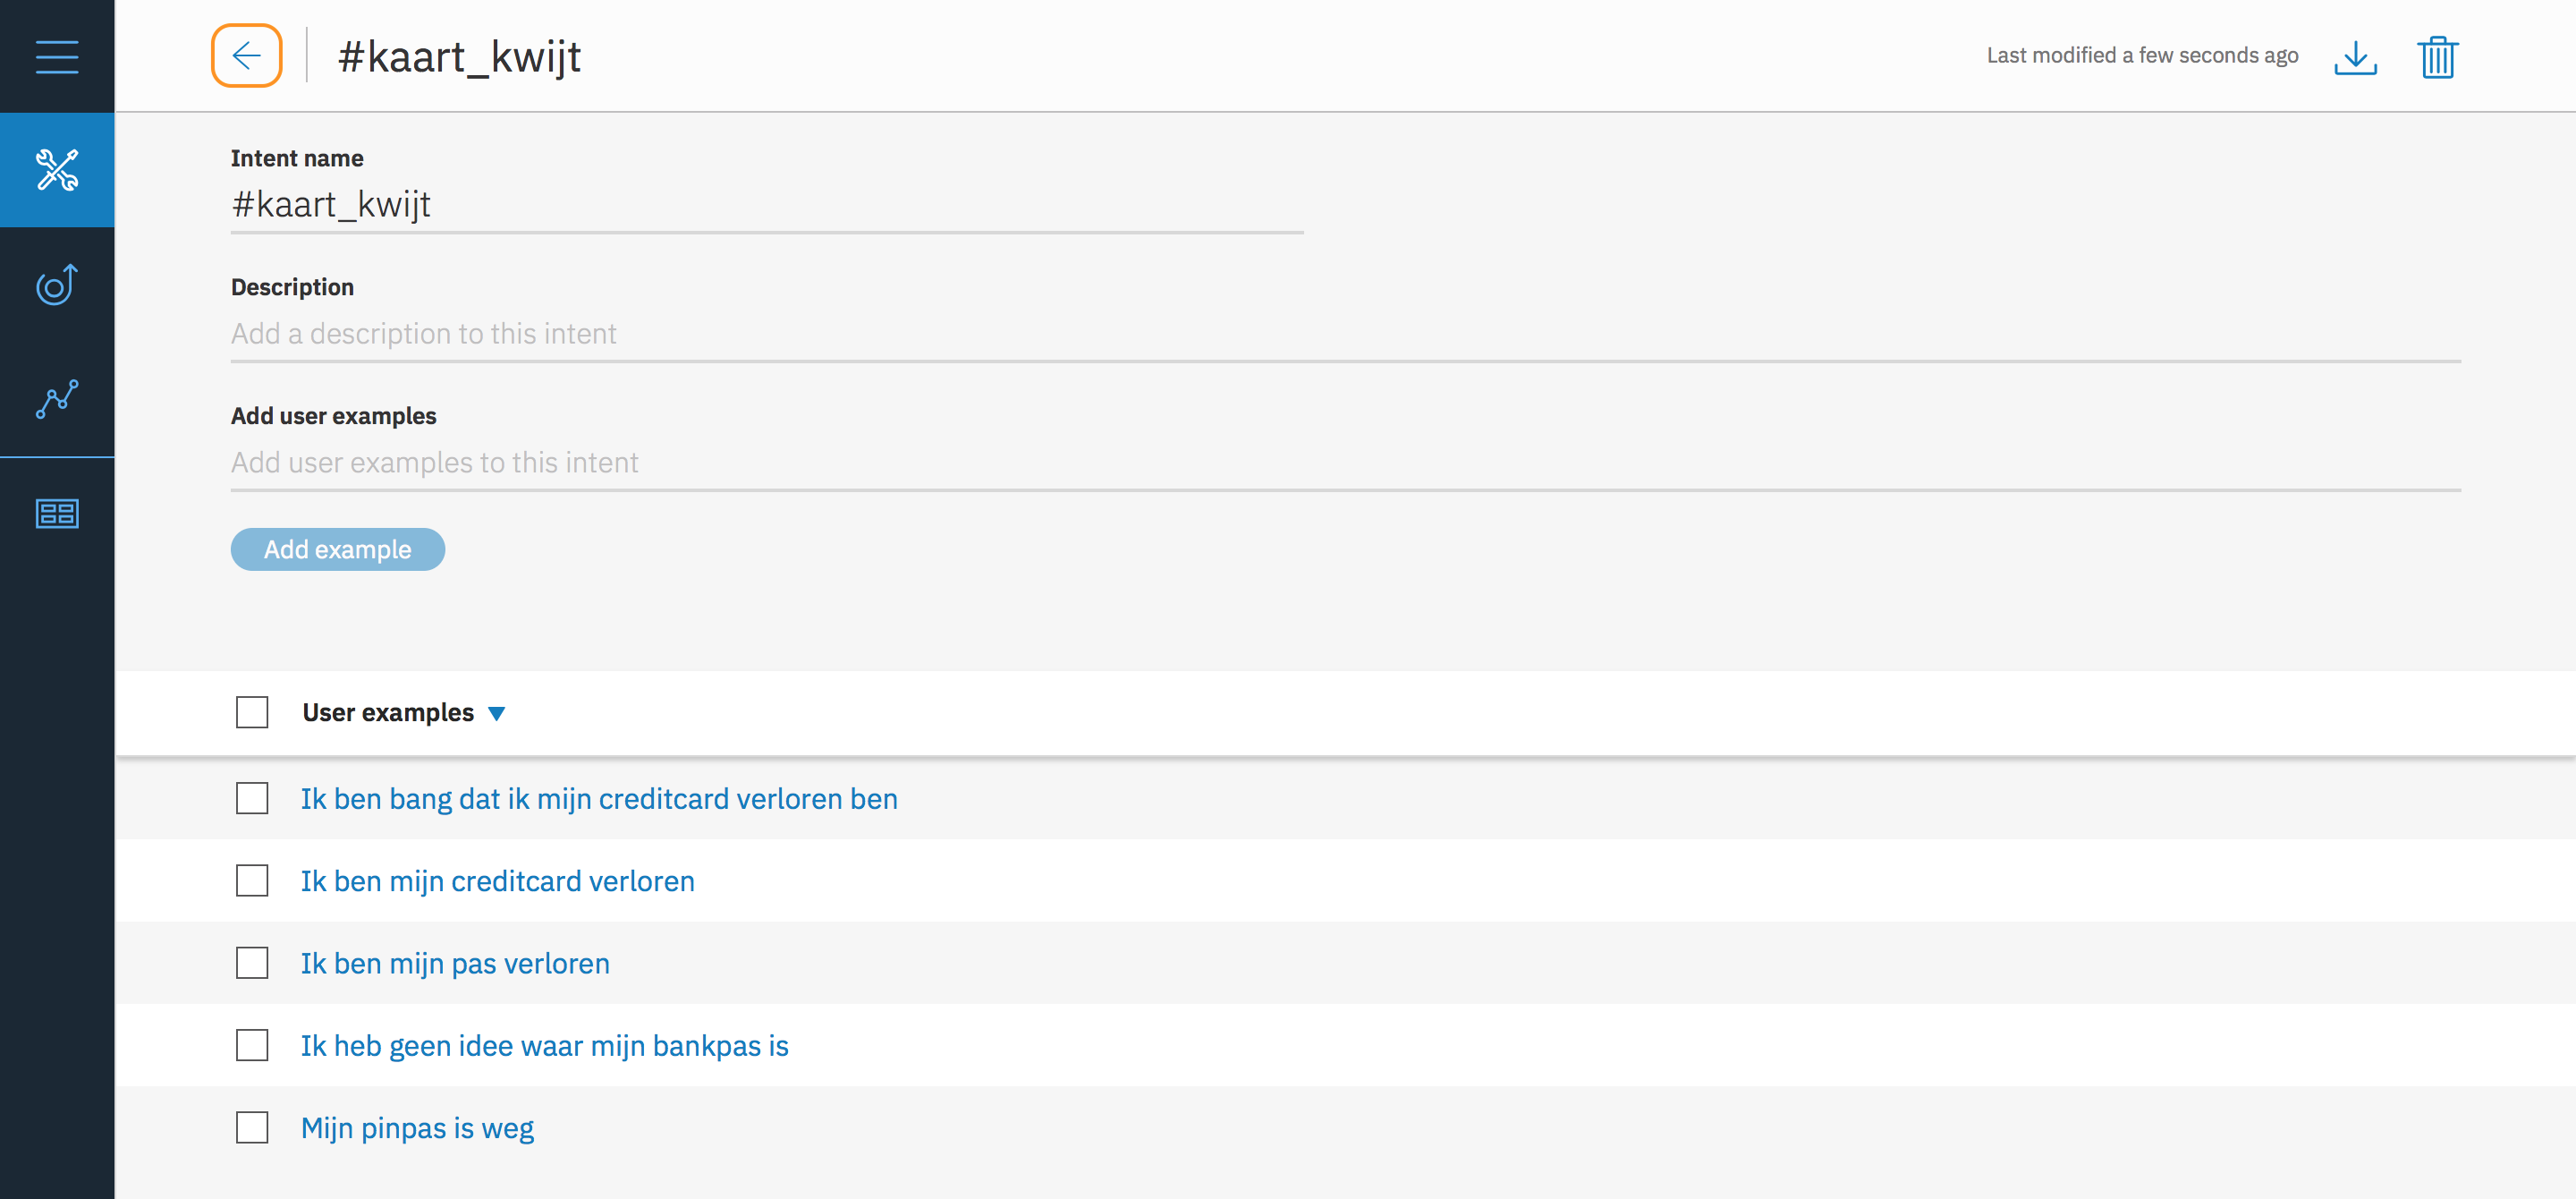 #kaart_kwijt
Last modified a few seconds ago
Intent name
#kaart_kwijt
Description
Add a description to this intent
Add user examples
Add user examples to this intent
Add example
User examples
Ik ben bang dat ik mijn creditcard verloren ben
Ik ben mijn creditcard verloren
Ik ben mijn pas verloren
Ik heb geen idee waar mijn bankpas is
Mijn pinpas is weg